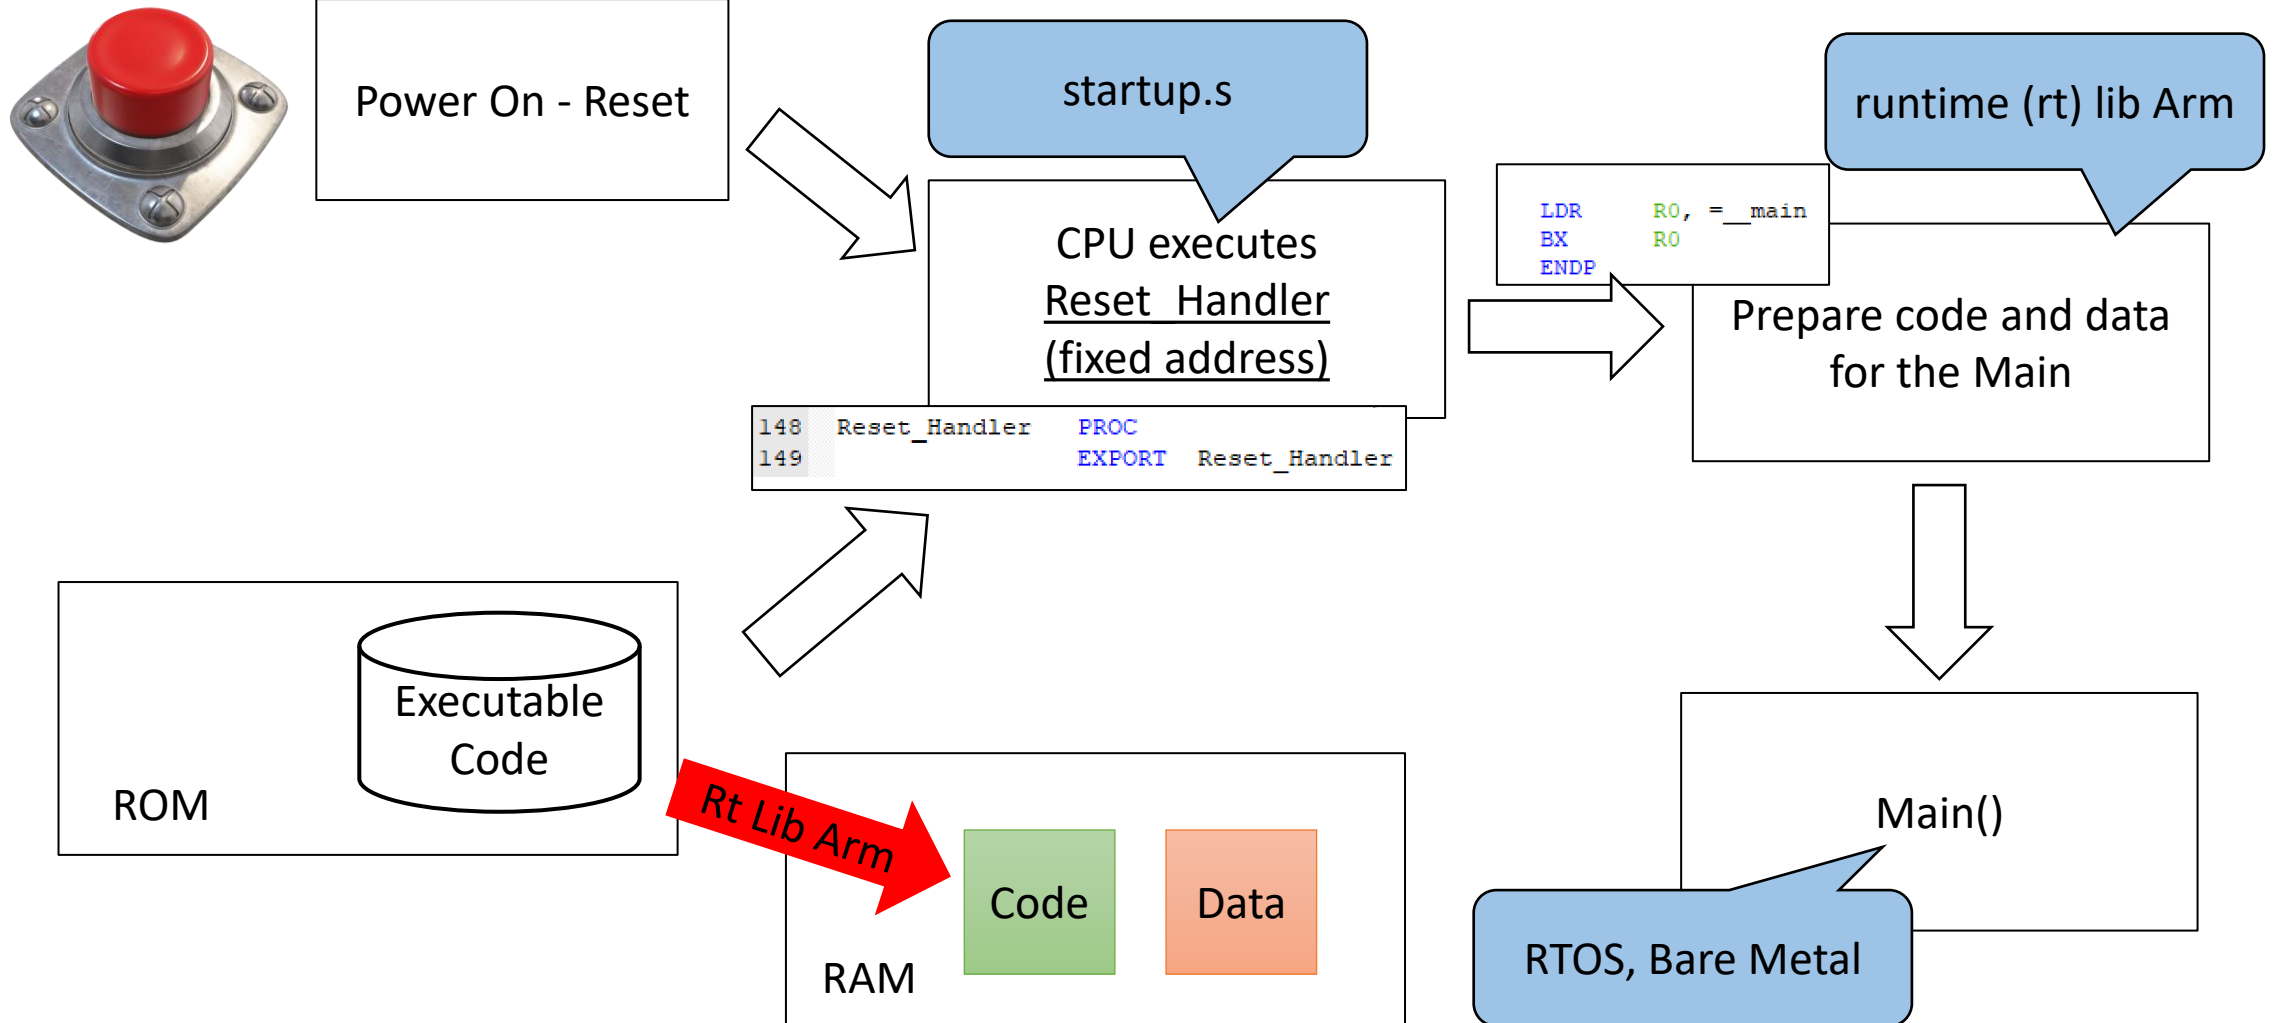 Power On - Reset
startup.s
runtime (rt) lib Arm
CPU executes
Reset_Handler
(fixed address)
LDR R0, =__main
BX R0
ENDP
Prepare code and data
for the Main
148 Reset_Handler PROC
149 EXPORT Reset_Handler
Executable
Code
ROM
Rt Lib Arm
Code
Data
RAM
Main()
RTOS, Bare Metal